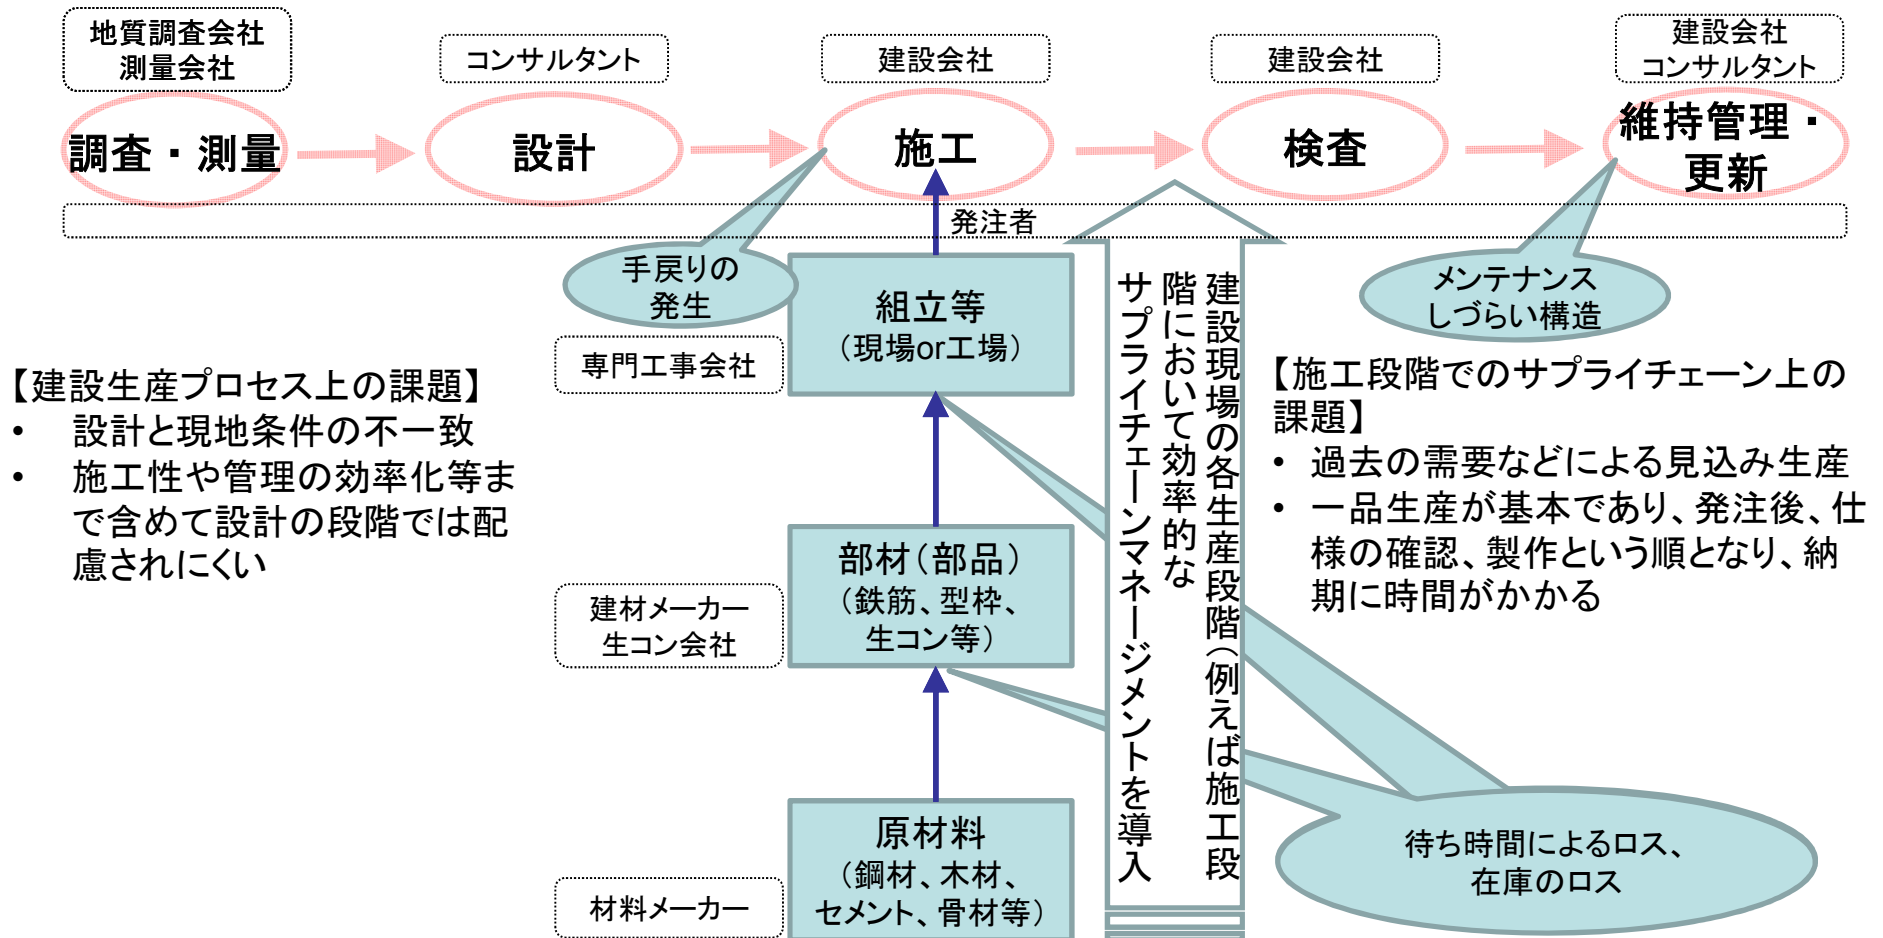 地質調査会社
測量会社
コンサルタント
建設会社
建設会社
建設会社
コンサルタント
調査・測量
設計
施工
検査
維持管理・
更新
発注者
手戻りの
発生
組立等
（現場or工場）
専門工事会社
メンテナンス
しづらい構造
【建設生産プロセス上の課題】
• 設計と現地条件の不一致
• 施工性や管理の効率化等ま
で含めて設計の段階では配
慮されにくい
建設現場の各生産段階（例えば施工段
階において効率的な
サプライチェーンマネージメントを導入
【施工段階でのサプライチェーン上の
課題】
• 過去の需要などによる見込み生産
• 一品生産が基本であり、発注後、仕
様の確認、製作という順となり、納
期に時間がかかる
部材（部品）
（鉄筋、型枠、
生コン等）
建材メーカー
生コン会社
原材料
（鋼材、木材、
セメント、骨材等）
材料メーカー
待ち時間によるロス、
在庫のロス